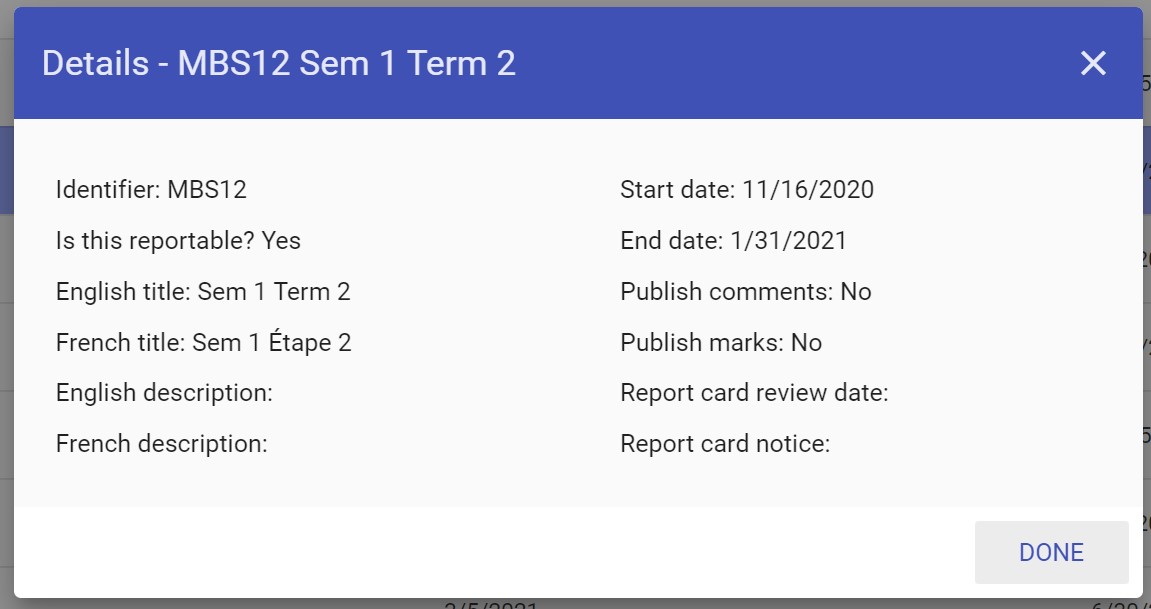 Details - MBS12 Sem 1 Term 2
Identifier: MBS12
Is this reportable? Yes
English title: Sem 1 Term 2
French title: Sem 1 Étape 2
English description:
French description:
Start date: 11/16/2020
End date: 1/31/2021
Publish comments: No
Publish marks: No
Report card review date:
Report card notice:
DONE